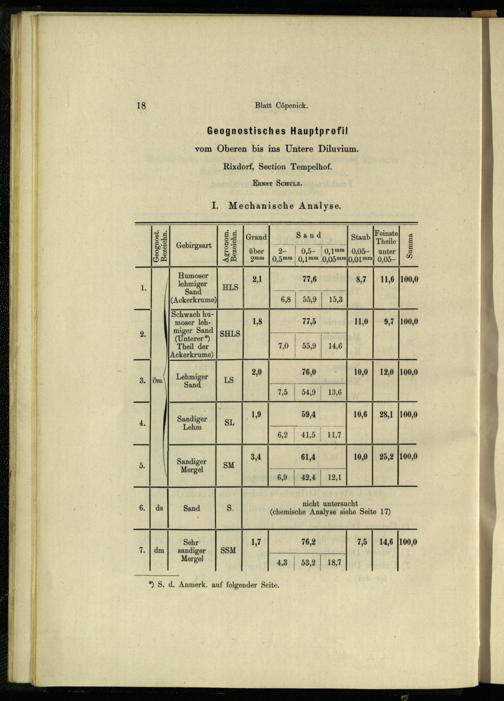 18
Blatt Cöpenick.
Geognostisches Hauptprofil
vom Oberen bis ins Untere Diluvium.
Rixdorf, Section Tempelhof.
Ernst Schulz.
I. Mechanische Analyse.
Geognost. Bezeichn. Gebirgsart Agronom. Bezeichn. Grand über 2mm Sand 2–0,5mm 0,5–0,1mm 0,1mm 0,05mm Staub 0,05–0,01mm Feinste Theile unter 0,05– Summa
1. Humoser lehmiger Sand (Ackerkrume) HLS 2,1 77,6 8,7 11,6 100,0
6,8 55,9 15,3
2. Schwach humoser lehmiger Sand (Unterer*) Theil der Ackerkrume) SHLS 1,8 77,5 11,0 9,7 100,0
7,0 55,9 14,6
3. ∂m Lehmiger Sand LS 2,0 76,0 10,0 12,0 100,0
7,5 54,9 13,6
4. Sandiger Lehm SL 1,9 59,4 10,6 28,1 100,0
6,2 41,5 11,7
5. Sandiger Mergel SM 3,4 61,4 10,0 25,2 100,0
6,9 42,4 12,1
6. ds Sand S nicht untersucht
(chemische Analyse siehe Seite 17)
7. dm Sehr sandiger Mergel SSM 1,7 76,2 7,5 14,6 100,0
4,3 53,2 18,7
*) S. d. Anmerk. auf folgender Seite.